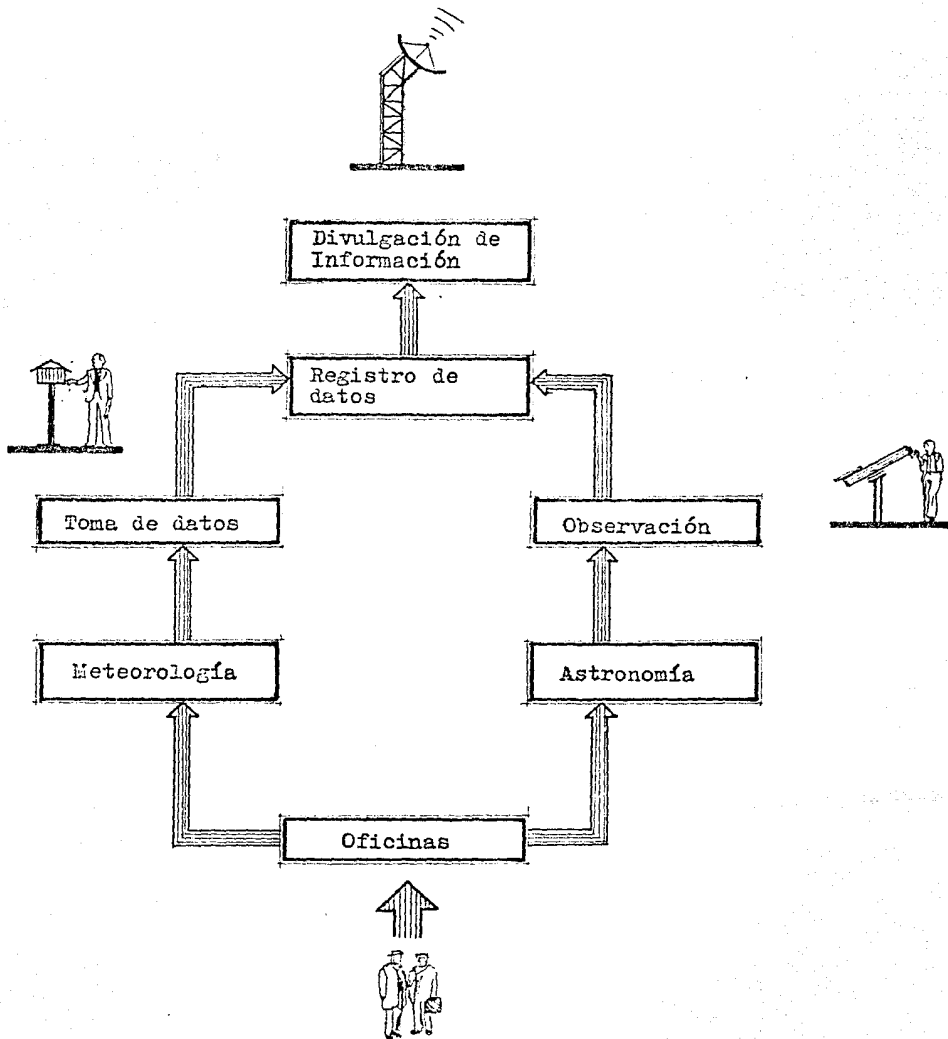 Divulgación de
Información
Registro de
datos
Toma de datos
Observación
Meteorología
Astronomía
Oficinas